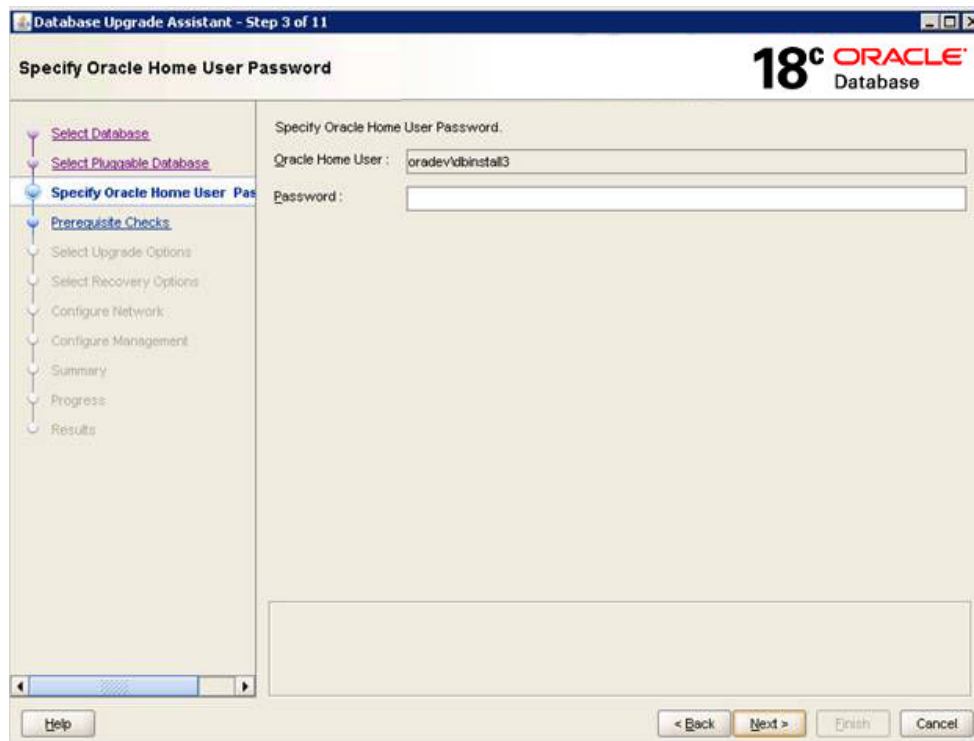 Database Upgrade Assistant - Step 3 of 11
Specify Oracle Home User Password
18c ORACLE
Database
Select Database
Select Pluggable Database
Specify Oracle Home User Pas
Prerequisite Checks
Select Upgrade Options
Select Recovery Options
Configure Network
Configure Management
Summary
Progress
Results
Specify Oracle Home User Password.
Oracle Home User :
oradev\dbinstall3
Password :
Help
< Back
Next >
Finish
Cancel